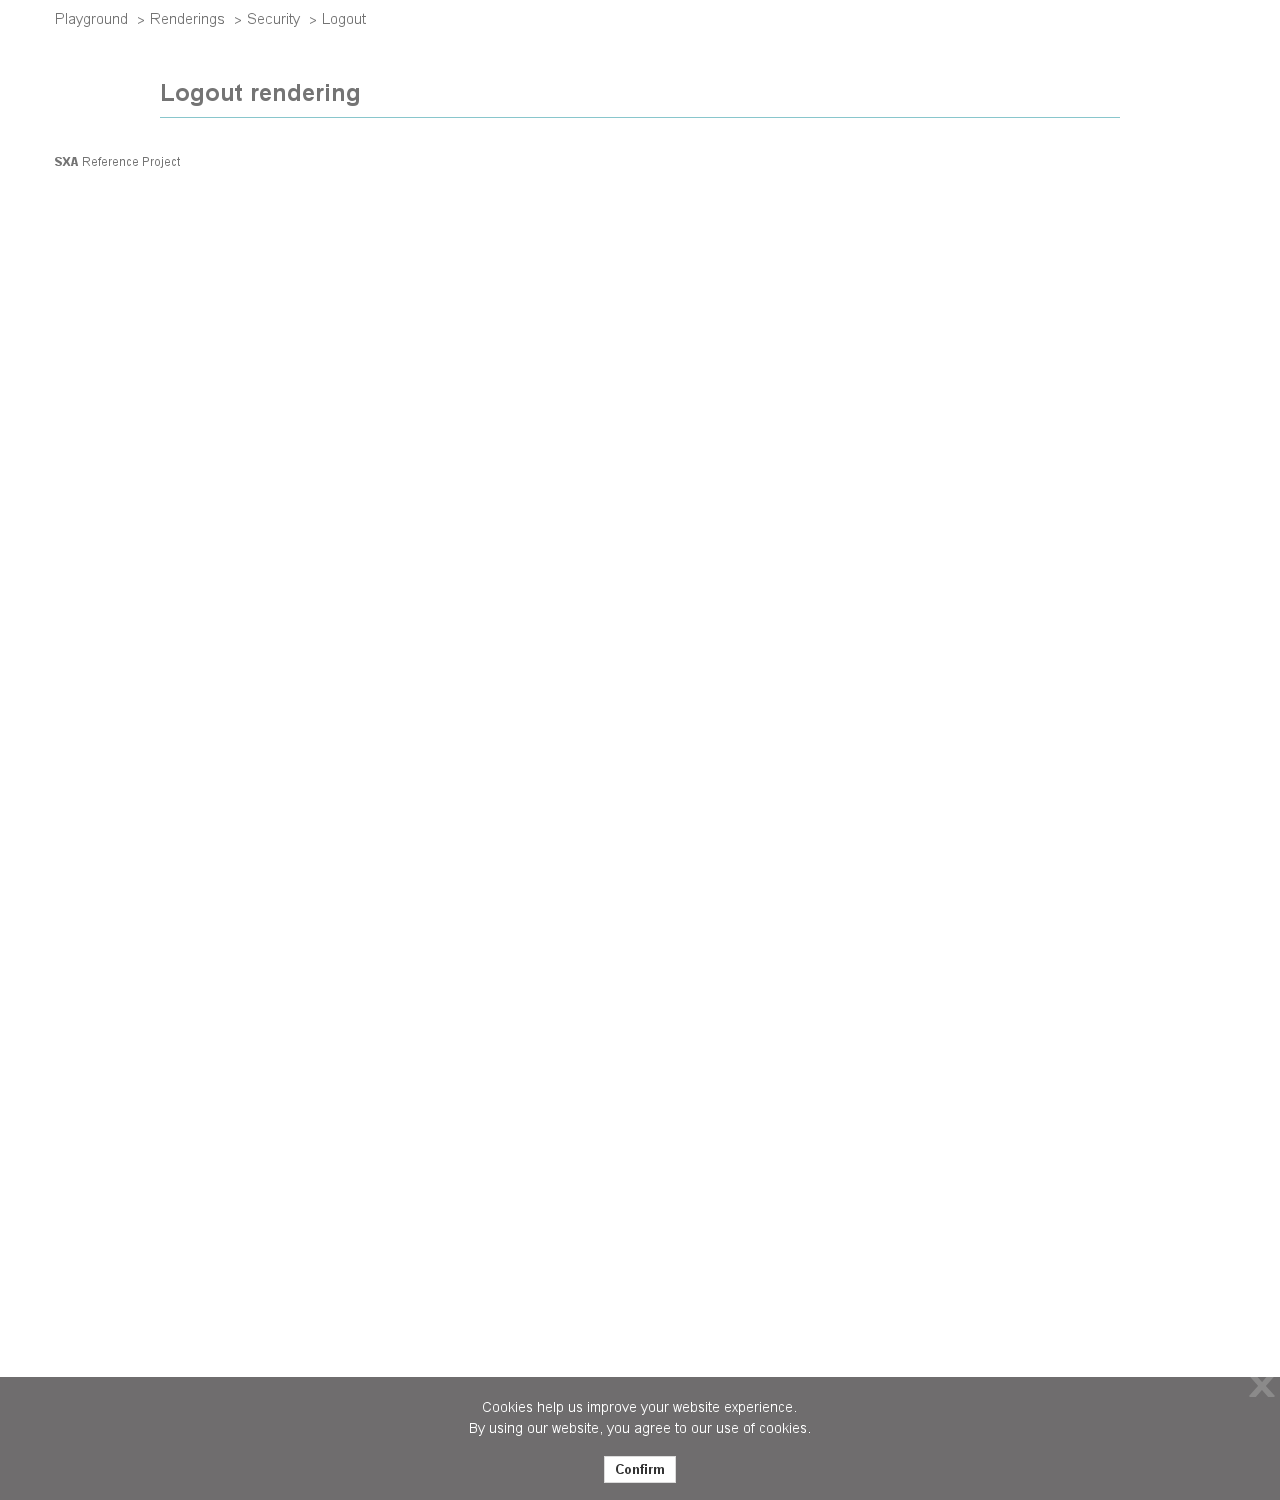 Playground > Renderings > Security > Logout
Logout rendering
SXA Reference Project
X
Cookies help us improve your website experience.
By using our website, you agree to our use of cookies.
Confirm